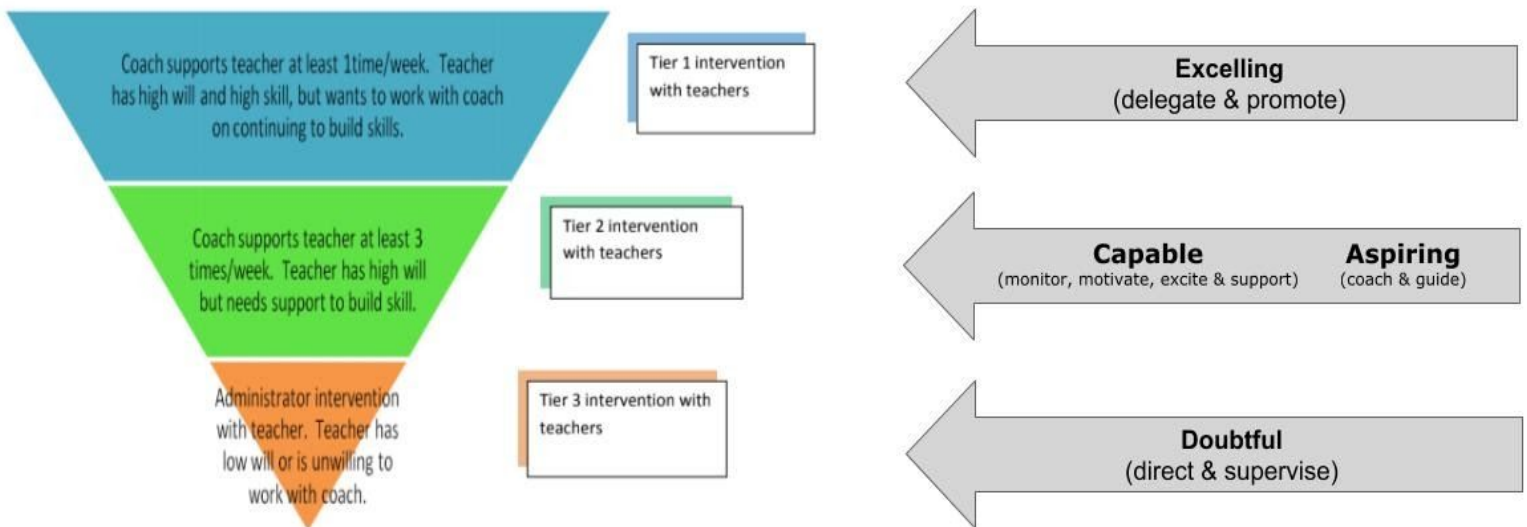 Coach supports teacher at least 1time/week. Teacher
has high will and high skill, but wants to work with coach
on continuing to build skills.
Tier 1 intervention
with teachers
Excelling
(delegate & promote)
Coach supports teacher at least 3
times/week. Teacher has high will
but needs support to build skill.
Tier 2 intervention
with teachers
Capable
(monitor, motivate, excite & support)
Aspiring
(coach & guide)
Administrator intervention
with teacher. Teacher has
low will or is unwilling to
work with coach.
Tier 3 intervention with
teachers
Doubtful
(direct & supervise)